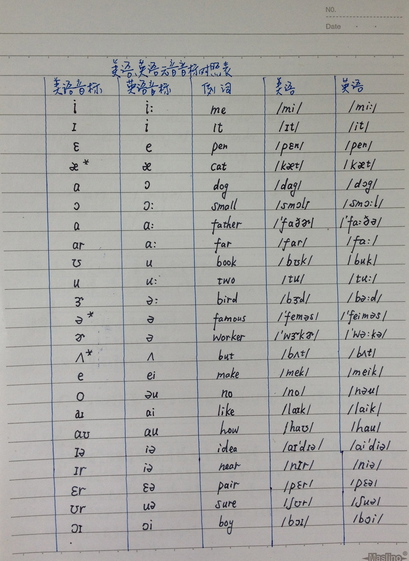 NO.
Date
美语、英语元音音标对照表
美语音标 英语音标 例词 美语 英语
i i: me /mi/ /mi:/
ɪ i it /ɪt/ /it/
ɛ e pen /pɛn/ /pen/
æ* æ cat /kæt/ /kæt/
ɑ ɔ dog /dɑg/ /dɔg/
ɔ ɔ: small /smɔl/ /smɔ:l/
ɑ ɑ: father /ˈfɑðɚ/ /ˈfɑ:ðə/
ɑr ɑ: far /fɑr/ /fɑ:/
ʊ u book /bʊk/ /buk/
u u: two /tu/ /tu:/
ɝ ə: bird /bɝd/ /bə:d/
ə* ə famous /ˈfeməs/ /ˈfeiməs/
ɚ ə worker /ˈwɝkɚ/ /ˈwə:kə/
ʌ* ʌ but /bʌt/ /bʌt/
e ei make /mek/ /meik/
o əu no /no/ /nəu/
aɪ ai like /laɪk/ /laik/
aʊ au how /haʊ/ /hau/
ɪə iə idea /aɪˈdɪə/ /aiˈdiə/
ɪr iə near /nɪr/ /niə/
ɛr ɛə pair /pɛr/ /pɛə/
ʊr uə sure /ʃʊr/ /ʃuə/
ɔɪ ɔi boy /bɔɪ/ /bɔi/